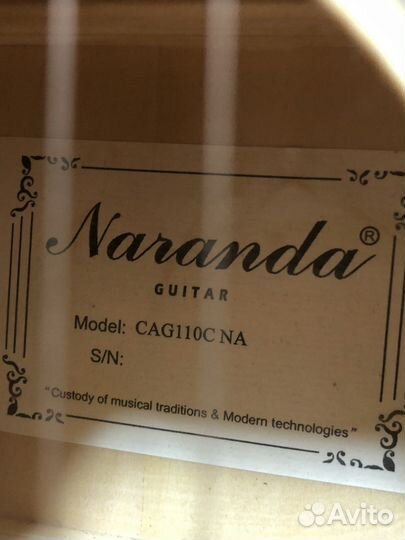 Naranda®
GUITAR
Model: CAG110C NA
S/N:
"Custody of musical traditions & Modern technologies"
Avito